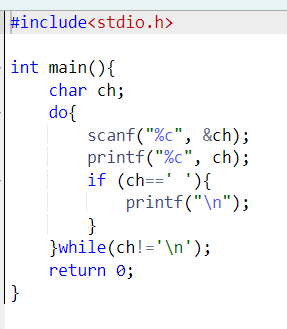 #include<stdio.h>
int main(){
    char ch;
    do{
        scanf("%c", &ch);
        printf("%c", ch);
        if (ch==' '){
            printf("\n");
        }
    }while(ch!='\n');
    return 0;
}